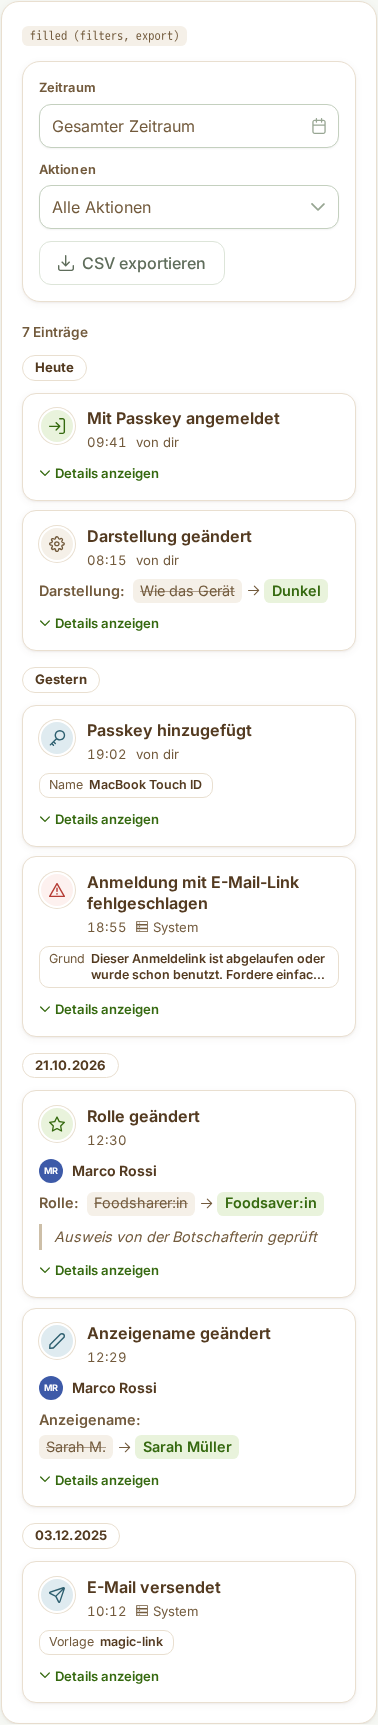 filled (filters, export)
Zeitraum
Gesamter Zeitraum
Aktionen
Alle Aktionen
CSV exportieren
7 Einträge
Heute
Mit Passkey angemeldet
09:41 von dir
Details anzeigen
Darstellung geändert
08:15 von dir
Darstellung: Wie das Gerät → Dunkel
Details anzeigen
Gestern
Passkey hinzugefügt
19:02 von dir
Name MacBook Touch ID
Details anzeigen
Anmeldung mit E-Mail-Link
fehlgeschlagen
18:55 System
Grund Dieser Anmeldelink ist abgelaufen oder
wurde schon benutzt. Fordere einfac...
Details anzeigen
21.10.2026
Rolle geändert
12:30
MR Marco Rossi
Rolle: Foodsharer:in → Foodsaver:in
Ausweis von der Botschafterin geprüft
Details anzeigen
Anzeigename geändert
12:29
MR Marco Rossi
Anzeigename:
Sarah M. → Sarah Müller
Details anzeigen
03.12.2025
E-Mail versendet
10:12 System
Vorlage magic-link
Details anzeigen